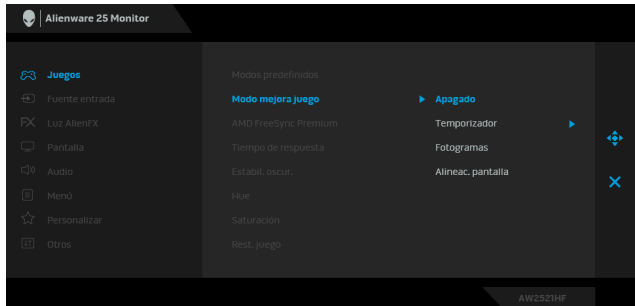 Alienware 25 Monitor
Juegos
Fuente entrada
FX Luz AlienFX
Pantalla
Audio
Menú
Personalizar
Otros
Modos predefinidos
Modo mejora juego
AMD FreeSync Premium
Tiempo de respuesta
Estabil. oscur.
Hue
Saturación
Rest. juego
Apagado
Temporizador
Fotogramas
Alineac. pantalla
AW2521HF